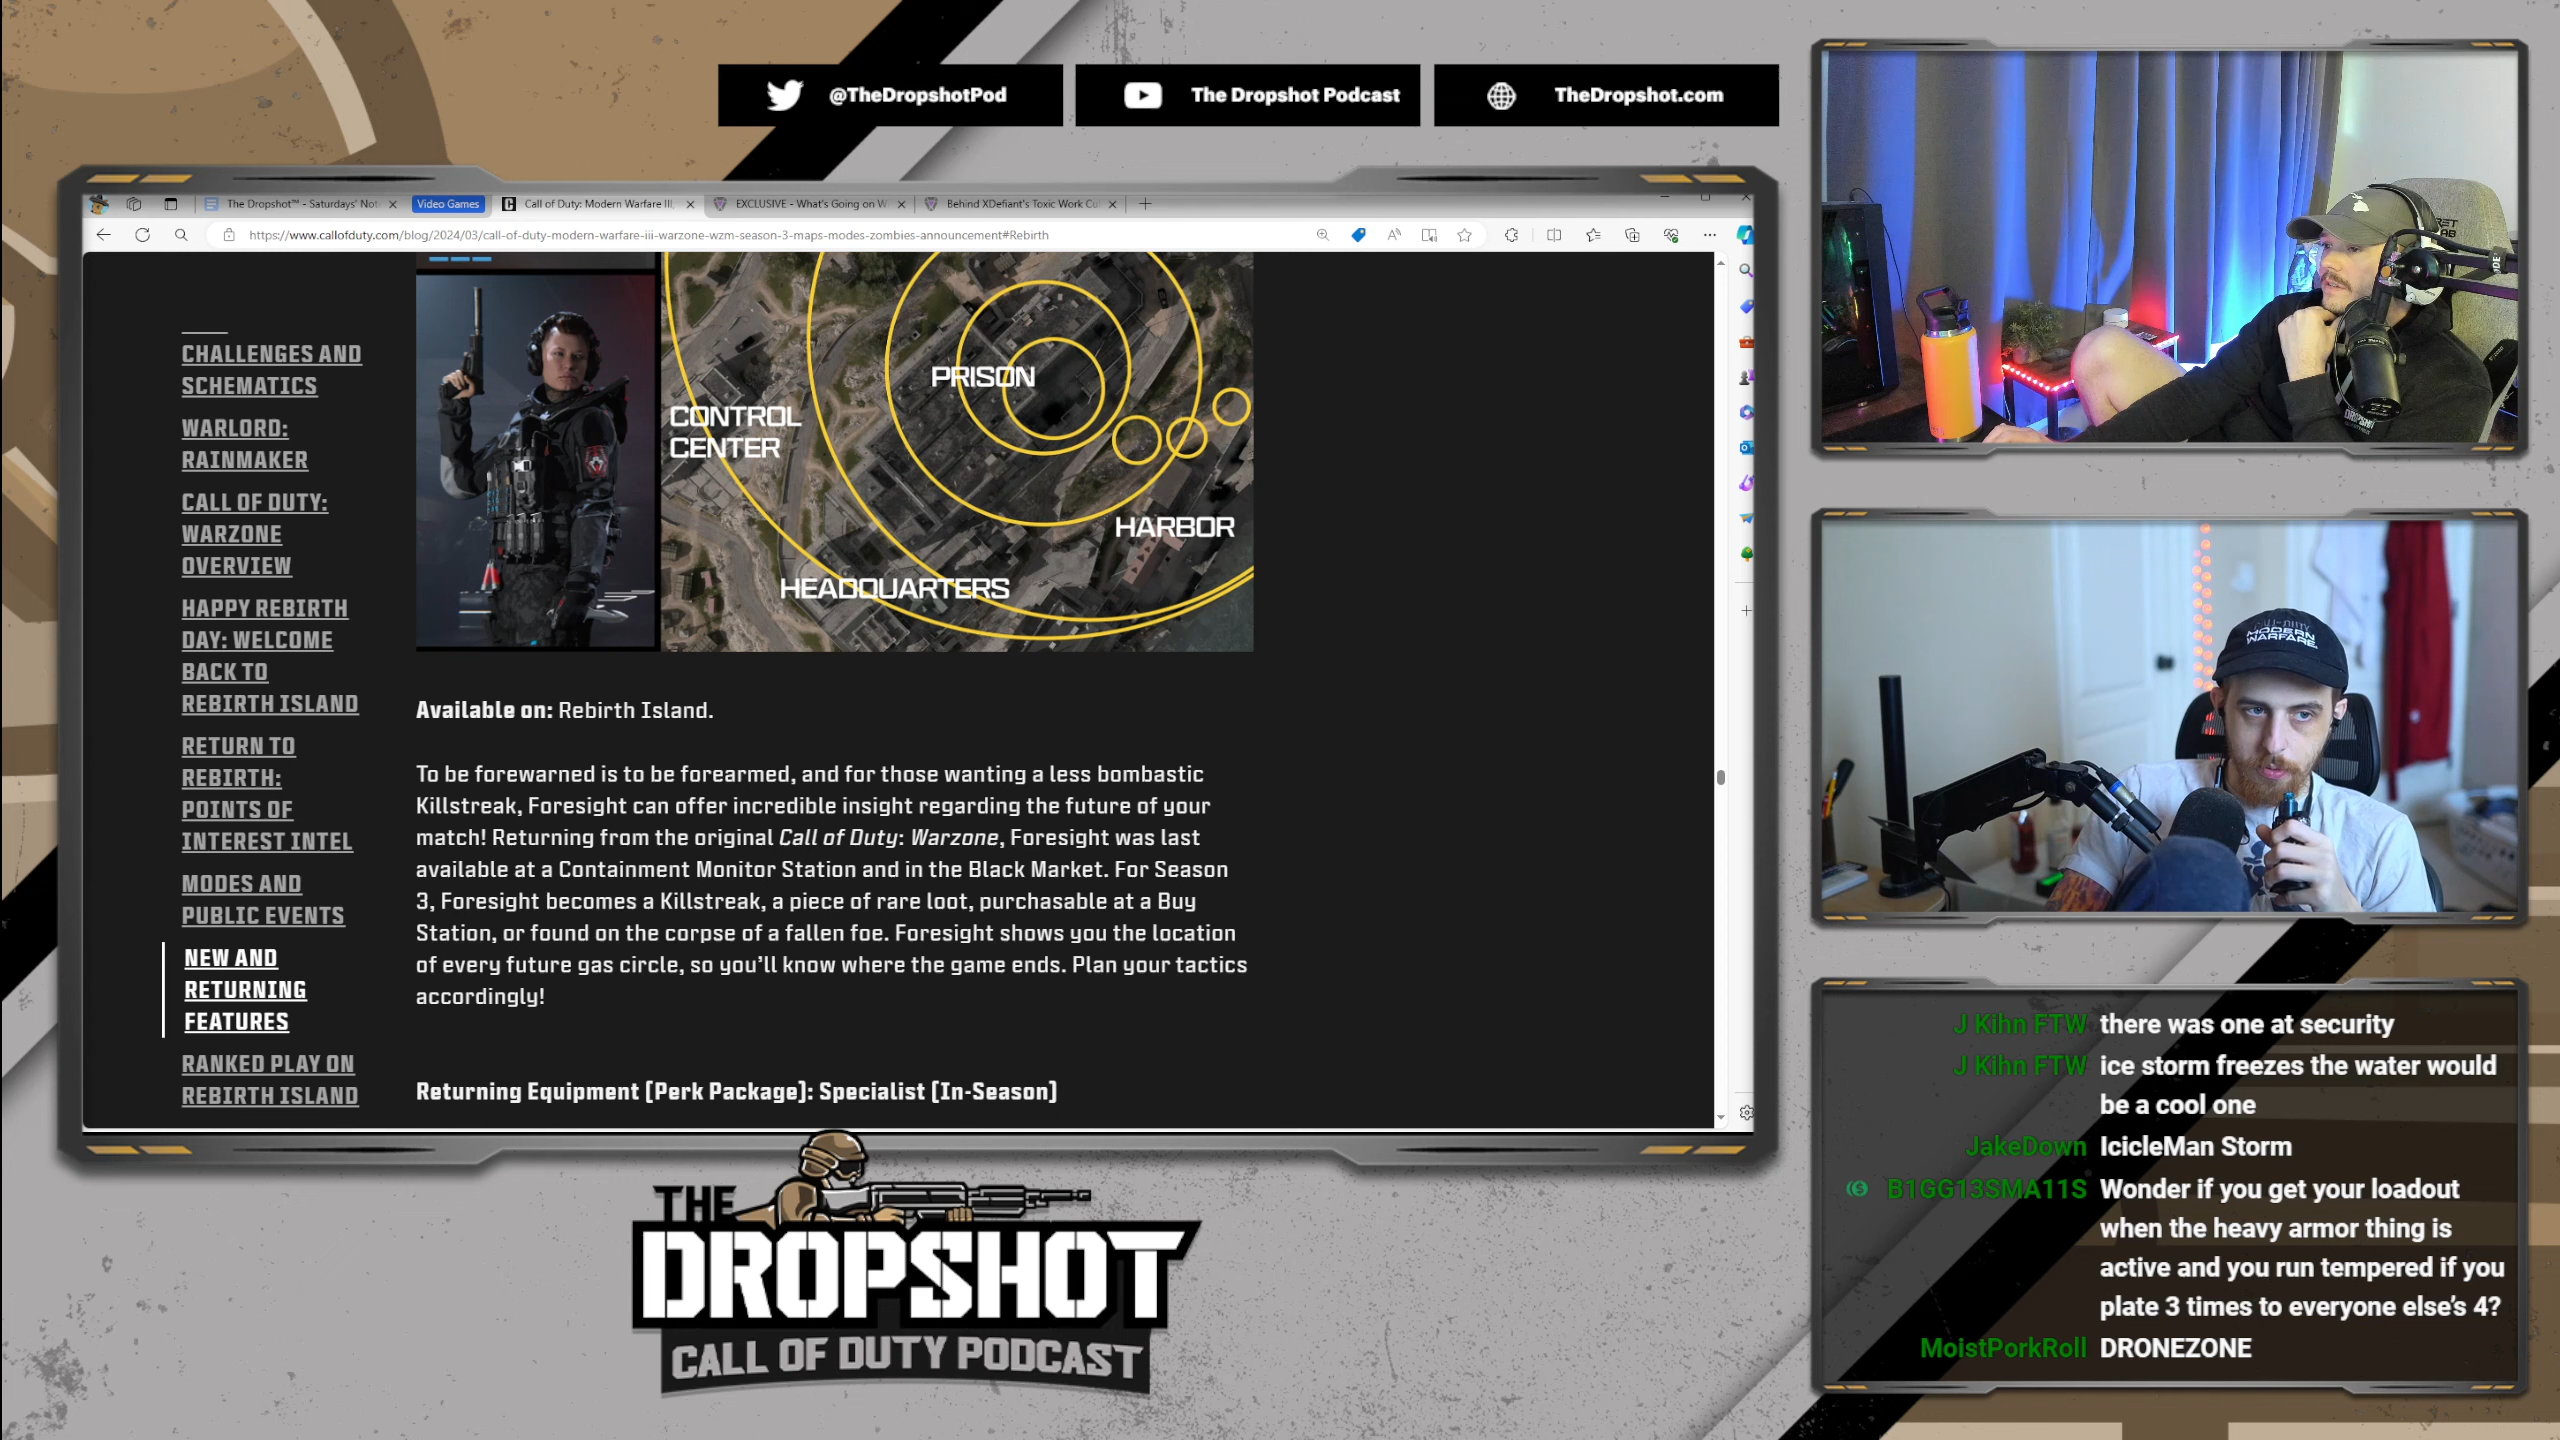 @TheDropshotPod
The Dropshot Podcast
TheDropshot.com
The Dropshot™ - Saturdays' Not
Video Games
Call of Duty: Modern Warfare III,
EXCLUSIVE - What's Going on W
Behind XDefiant's Toxic Work Cu
https://www.callofduty.com/blog/2024/03/call-of-duty-modern-warfare-iii-warzone-wzm-season-3-maps-modes-zombies-announcement#Rebirth
CHALLENGES AND
SCHEMATICS
WARLORD:
RAINMAKER
CALL OF DUTY:
WARZONE
OVERVIEW
HAPPY REBIRTH
DAY: WELCOME
BACK TO
REBIRTH ISLAND
RETURN TO
REBIRTH:
POINTS OF
INTEREST INTEL
MODES AND
PUBLIC EVENTS
NEW AND
RETURNING
FEATURES
RANKED PLAY ON
REBIRTH ISLAND
PRISON
CONTROL
CENTER
HARBOR
HEADQUARTERS
Available on: Rebirth Island.
To be forewarned is to be forearmed, and for those wanting a less bombastic
Killstreak, Foresight can offer incredible insight regarding the future of your
match! Returning from the original Call of Duty: Warzone, Foresight was last
available at a Containment Monitor Station and in the Black Market. For Season
3, Foresight becomes a Killstreak, a piece of rare loot, purchasable at a Buy
Station, or found on the corpse of a fallen foe. Foresight shows you the location
of every future gas circle, so you'll know where the game ends. Plan your tactics
accordingly!
Returning Equipment (Perk Package): Specialist (In-Season)
CALL OF DUTY
MODERN
WARFARE
J Kihn FTW there was one at security
J Kihn FTW ice storm freezes the water would
be a cool one
JakeDown IcicleMan Storm
B1GG13SMA11S Wonder if you get your loadout
when the heavy armor thing is
active and you run tempered if you
plate 3 times to everyone else's 4?
MoistPorkRoll DRONEZONE
THE
DROPSHOT
CALL OF DUTY PODCAST